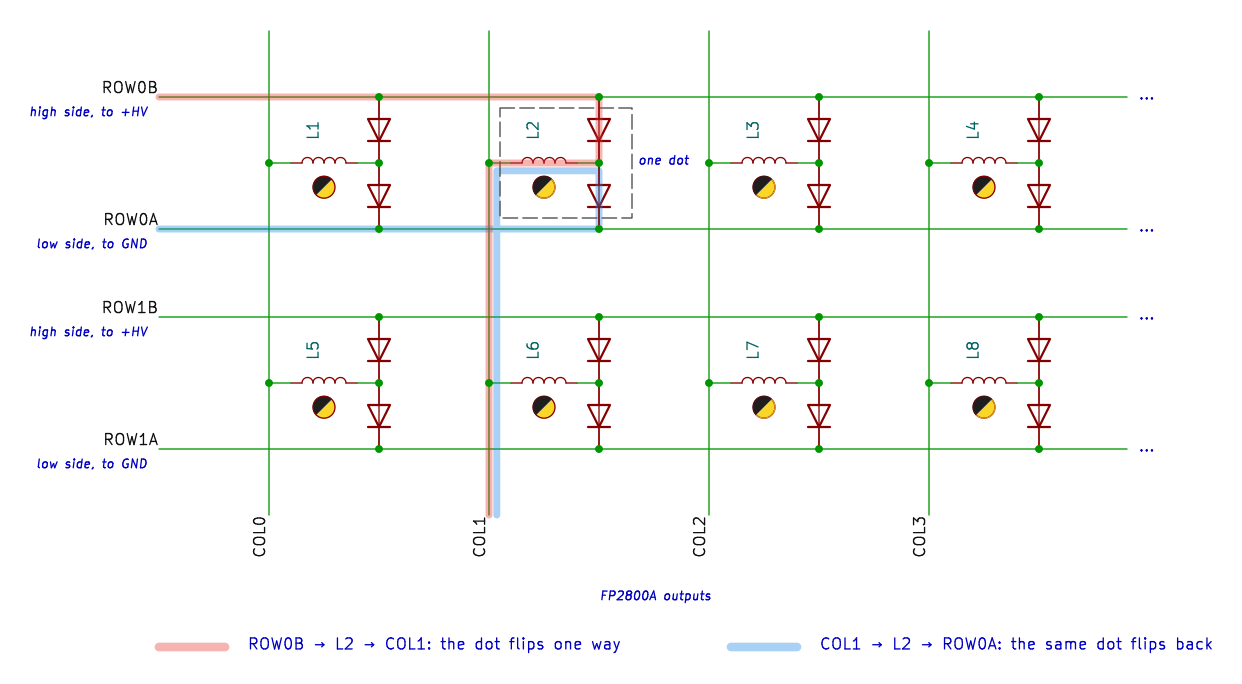 ROW0B
high side, to +HV
L1
L2
L3
L4
...
one dot
ROW0A
low side, to GND
...
ROW1B
high side, to +HV
L5
L6
L7
L8
...
ROW1A
low side, to GND
...
COL0
COL1
COL2
COL3
FP2800A outputs
ROW0B → L2 → COL1: the dot flips one way
COL1 → L2 → ROW0A: the same dot flips back